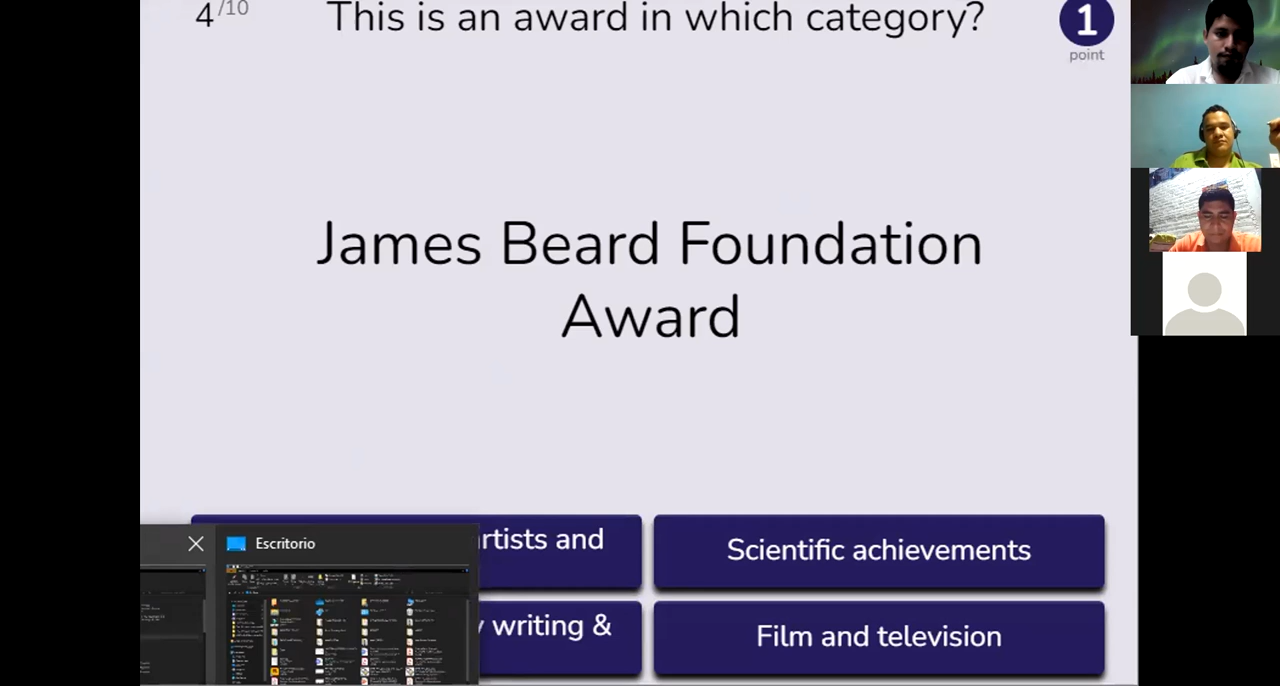 4/10
This is an award in which category?
1
point
James Beard Foundation
Award
rtists and
Scientific achievements
Escritorio
writing &
Film and television